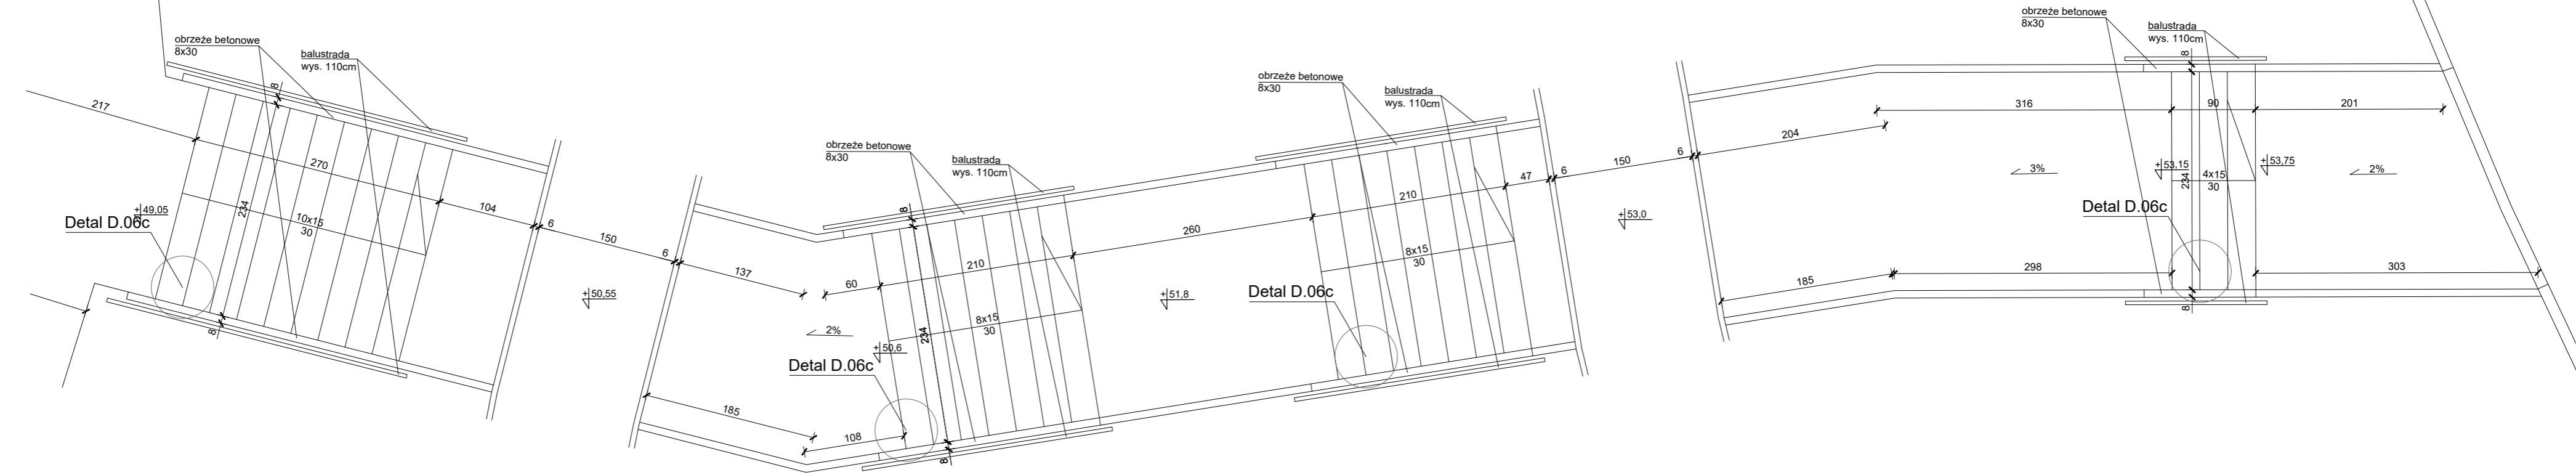 obrzeże betonowe
8x30
balustrada
wys. 110cm
8
217
270
234
10x15
30
104
6
+49,05
Detal D.06c
8
150
6
+50,55
137
185
obrzeże betonowe
8x30
balustrada
wys. 110cm
8
60
210
260
2%
+50,6
234
8x15
30
Detal D.06c
108
8
+51,8
obrzeże betonowe
8x30
balustrada
wys. 110cm
210
47
6
8x15
30
Detal D.06c
150
6
+53,0
204
185
obrzeże betonowe
8x30
balustrada
wys. 110cm
8
316
90
201
3%
+53,15
234
+53,75
2%
4x15
30
Detal D.06c
298
303
8